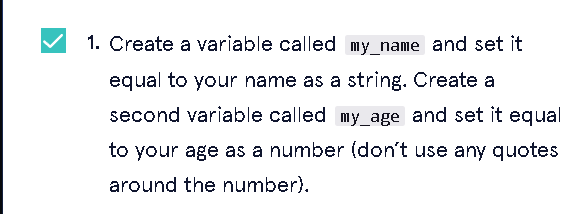 1. Create a variable called my_name and set it
equal to your name as a string. Create a
second variable called my_age and set it equal
to your age as a number (don't use any quotes
around the number).